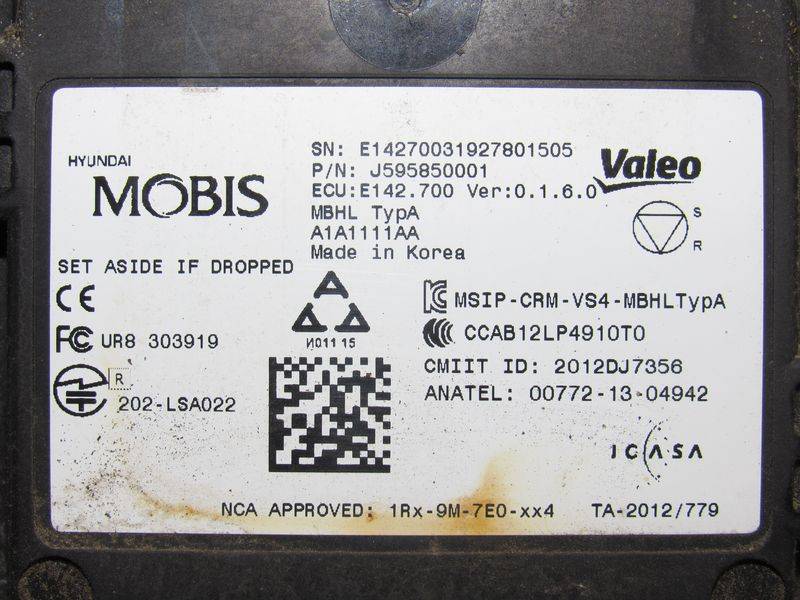 HYUNDAI
MOBIS
SN: E14270031927801505
P/N: J595850001
ECU:E142.700 Ver:0.1.6.0
MBHL TypA
A1A1111AA
Made in Korea
Valeo
S
R
SET ASIDE IF DROPPED
CE
FC UR8 303919
R
202-LSA022
N011 15
MSIP-CRM-VS4-MBHLTypA
CCAB12LP4910T0
CMIIT ID: 2012DJ7356
ANATEL: 00772-13-04942
ICASA
NCA APPROVED: 1Rx-9M-7E0-xx4
TA-2012/779